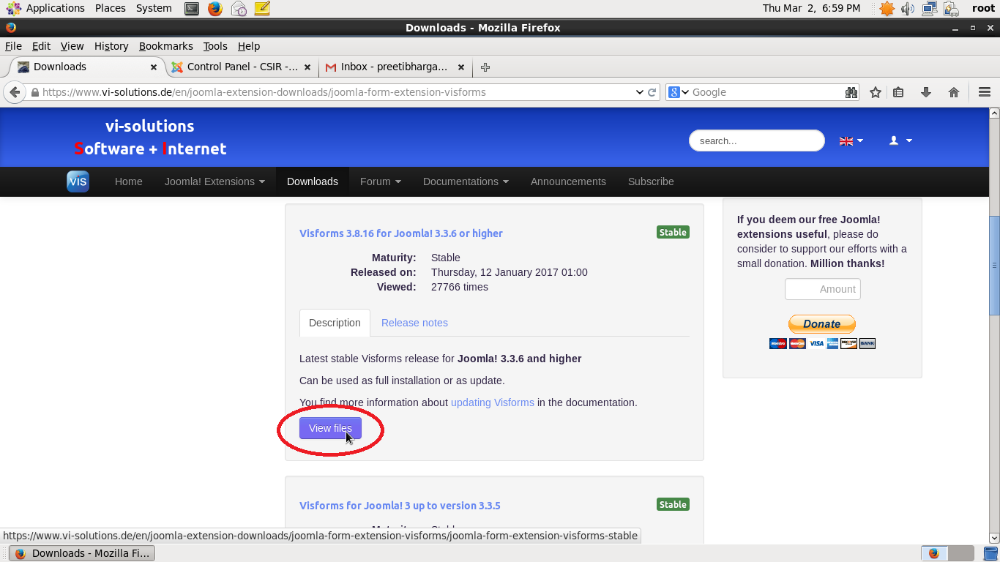 Applications Places System Thu Mar 2, 6:59 PM root
Downloads - Mozilla Firefox
File Edit View History Bookmarks Tools Help
Downloads Control Panel - CSIR -... Inbox - preetibharga...
https://www.vi-solutions.de/en/joomla-extension-downloads/joomla-form-extension-visforms Google
vi-solutions
Software + Internet
search...
VIS Home Joomla! Extensions Downloads Forum Documentations Announcements Subscribe
Visforms 3.8.16 for Joomla! 3.3.6 or higher Stable
Maturity: Stable
Released on: Thursday, 12 January 2017 01:00
Viewed: 27766 times
Description Release notes
Latest stable Visforms release for Joomla! 3.3.6 and higher
Can be used as full installation or as update.
You find more information about updating Visforms in the documentation.
View files
If you deem our free Joomla!
extensions useful, please do
consider to support our efforts with a
small donation. Million thanks!
Amount
Donate
Maestro MasterCard VISA DISCOVER BANK
Visforms for Joomla! 3 up to version 3.3.5 Stable
Maturity: Stable
https://www.vi-solutions.de/en/joomla-extension-downloads/joomla-form-extension-visforms/joomla-form-extension-visforms-stable
Downloads - Mozilla Fi...